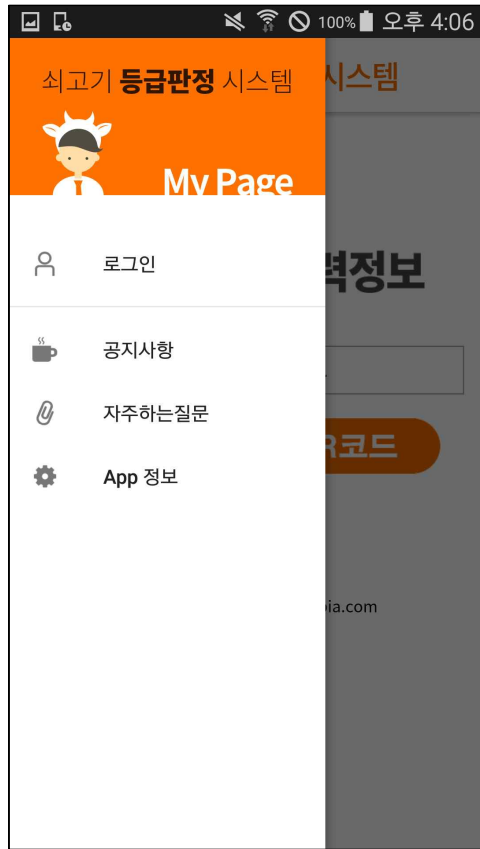 100% 오후 4:06
쇠고기 등급판정 시스템
시스템
My Page
로그인
력정보
공지사항
자주하는질문
R코드
App 정보
ia.com